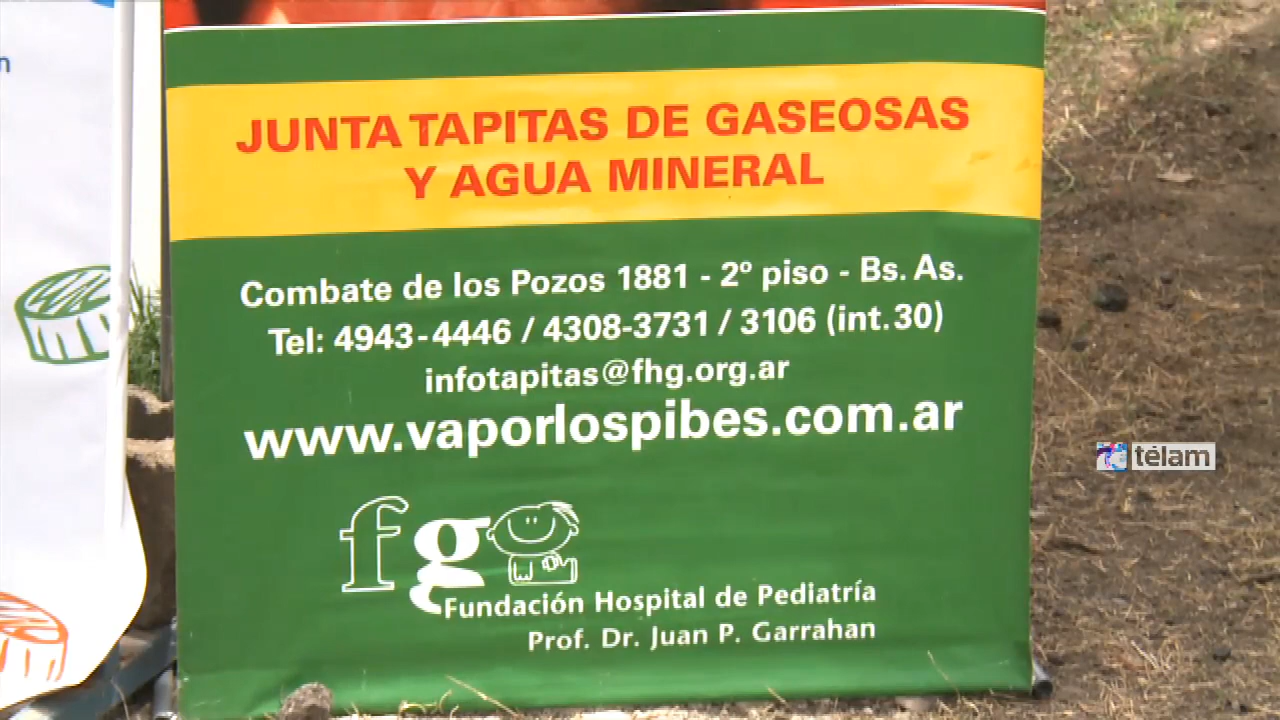 n
JUNTA TAPITAS DE GASEOSAS
Y AGUA MINERAL
Combate de los Pozos 1881 - 2º piso - Bs. As.
Tel: 4943-4446 / 4308-3731 / 3106 (int.30)
infotapitas@fhg.org.ar
www.vaporlospibes.com.ar
télam
fg
Fundación Hospital de Pediatría
Prof. Dr. Juan P. Garrahan